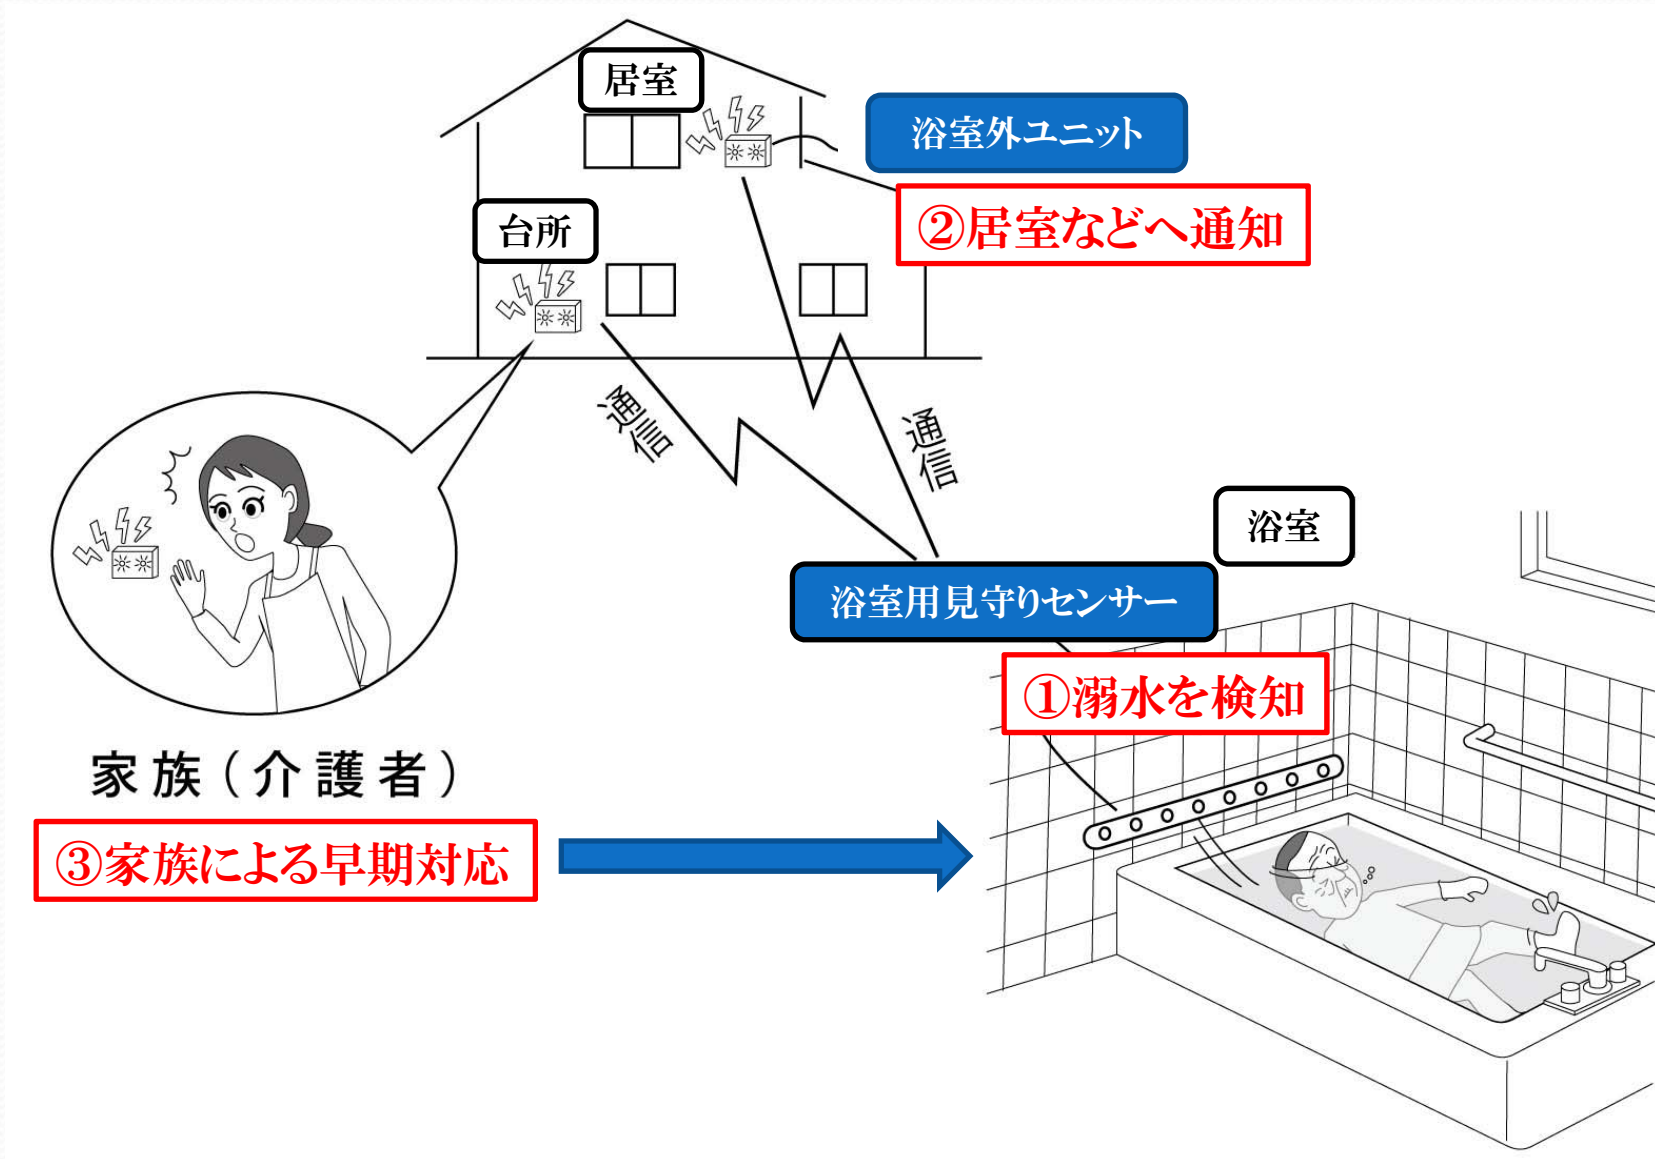 居室
浴室外ユニット
②居室などへ通知
台所
通信
通信
浴室
浴室用見守りセンサー
①溺水を検知
家族(介護者)
③家族による早期対応